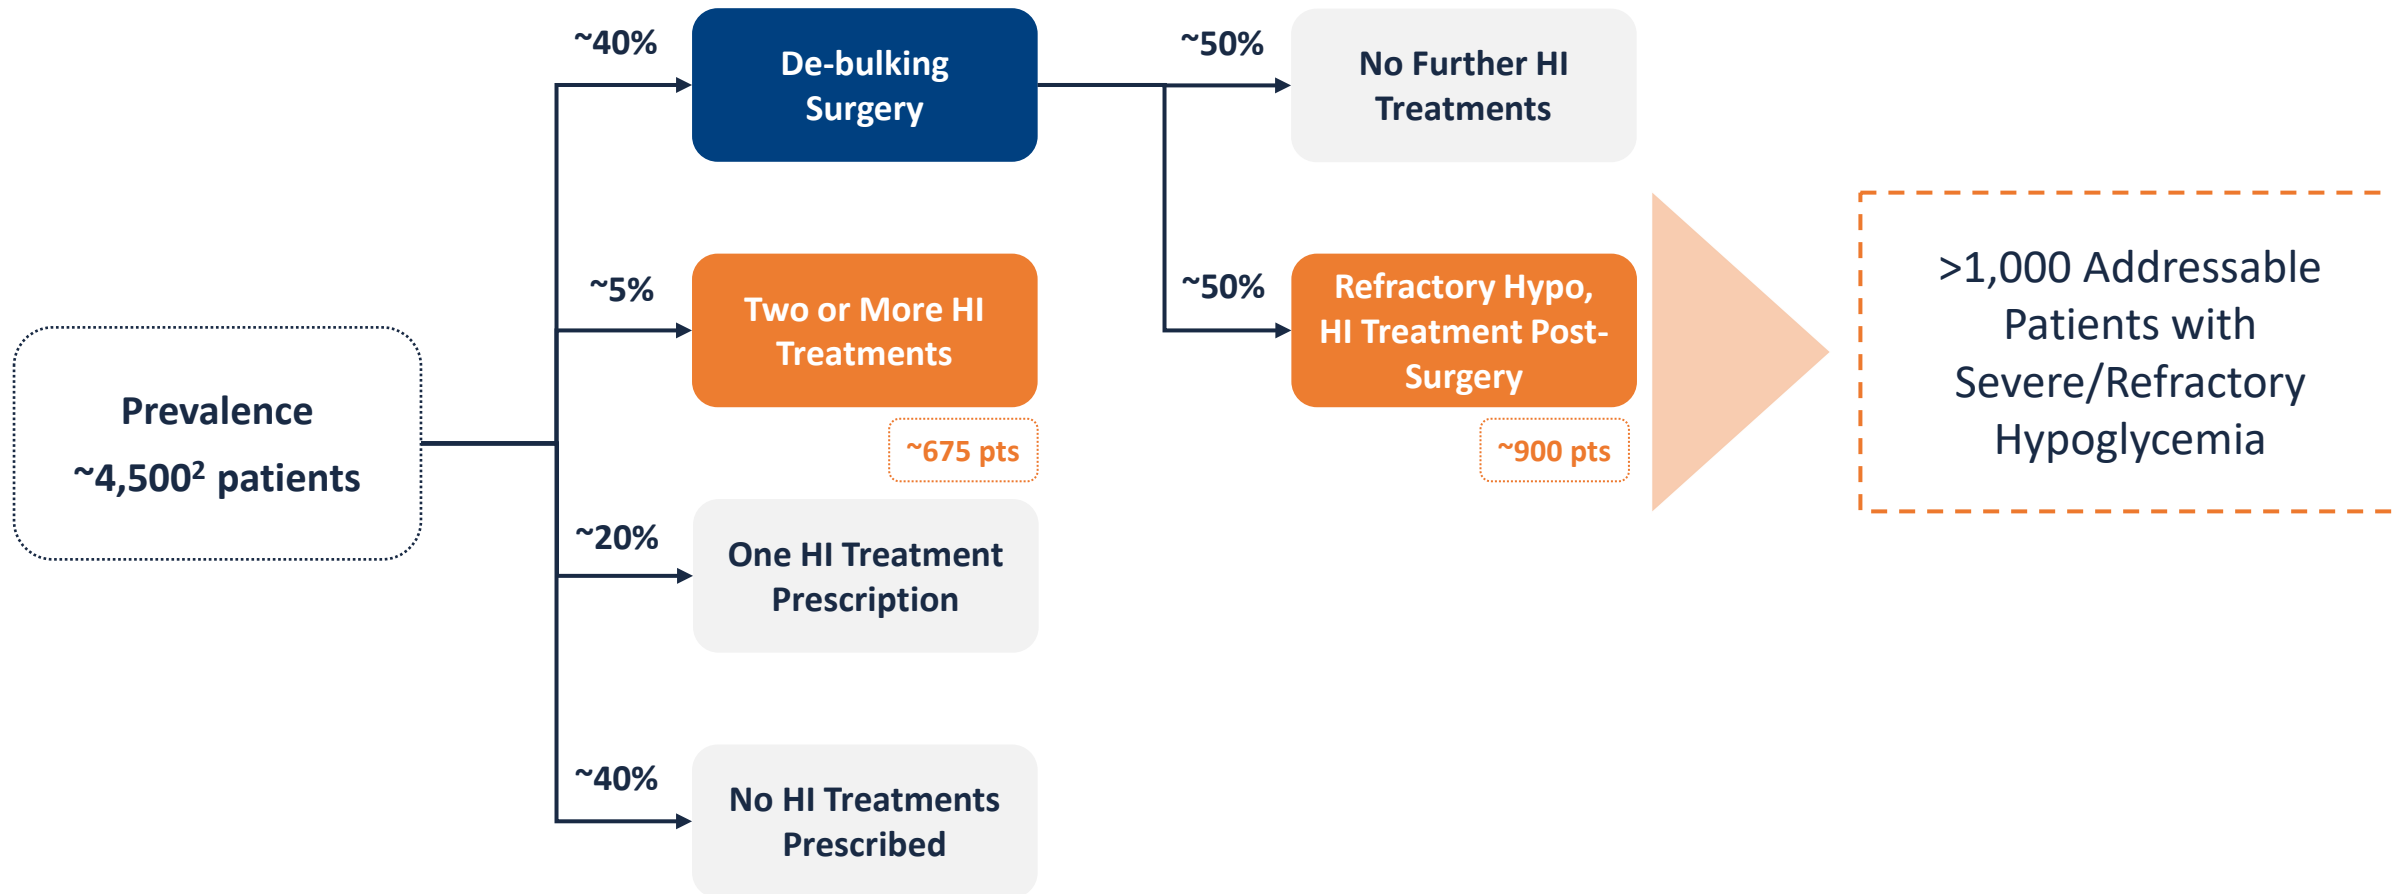 Prevalence
~4,500² patients
~40%
De-bulking
Surgery
~50%
No Further HI
Treatments
~50%
Refractory Hypo,
HI Treatment Post-
Surgery
~900 pts
~5%
Two or More HI
Treatments
~675 pts
~20%
One HI Treatment
Prescription
~40%
No HI Treatments
Prescribed
>1,000 Addressable
Patients with
Severe/Refractory
Hypoglycemia